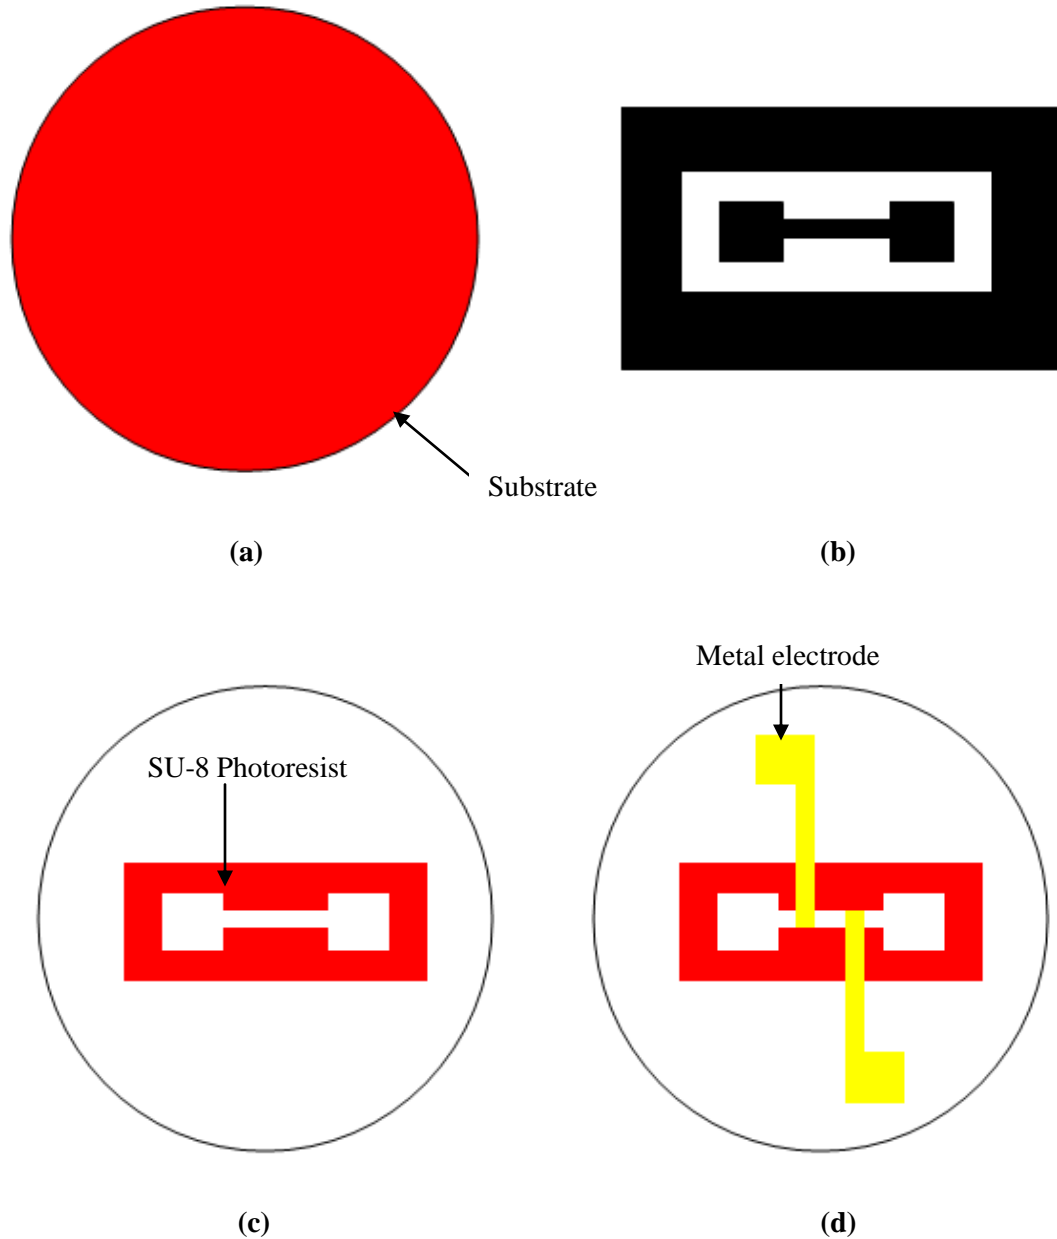 Substrate
(a)
(b)
Metal electrode
SU-8 Photoresist
(c)
(d)